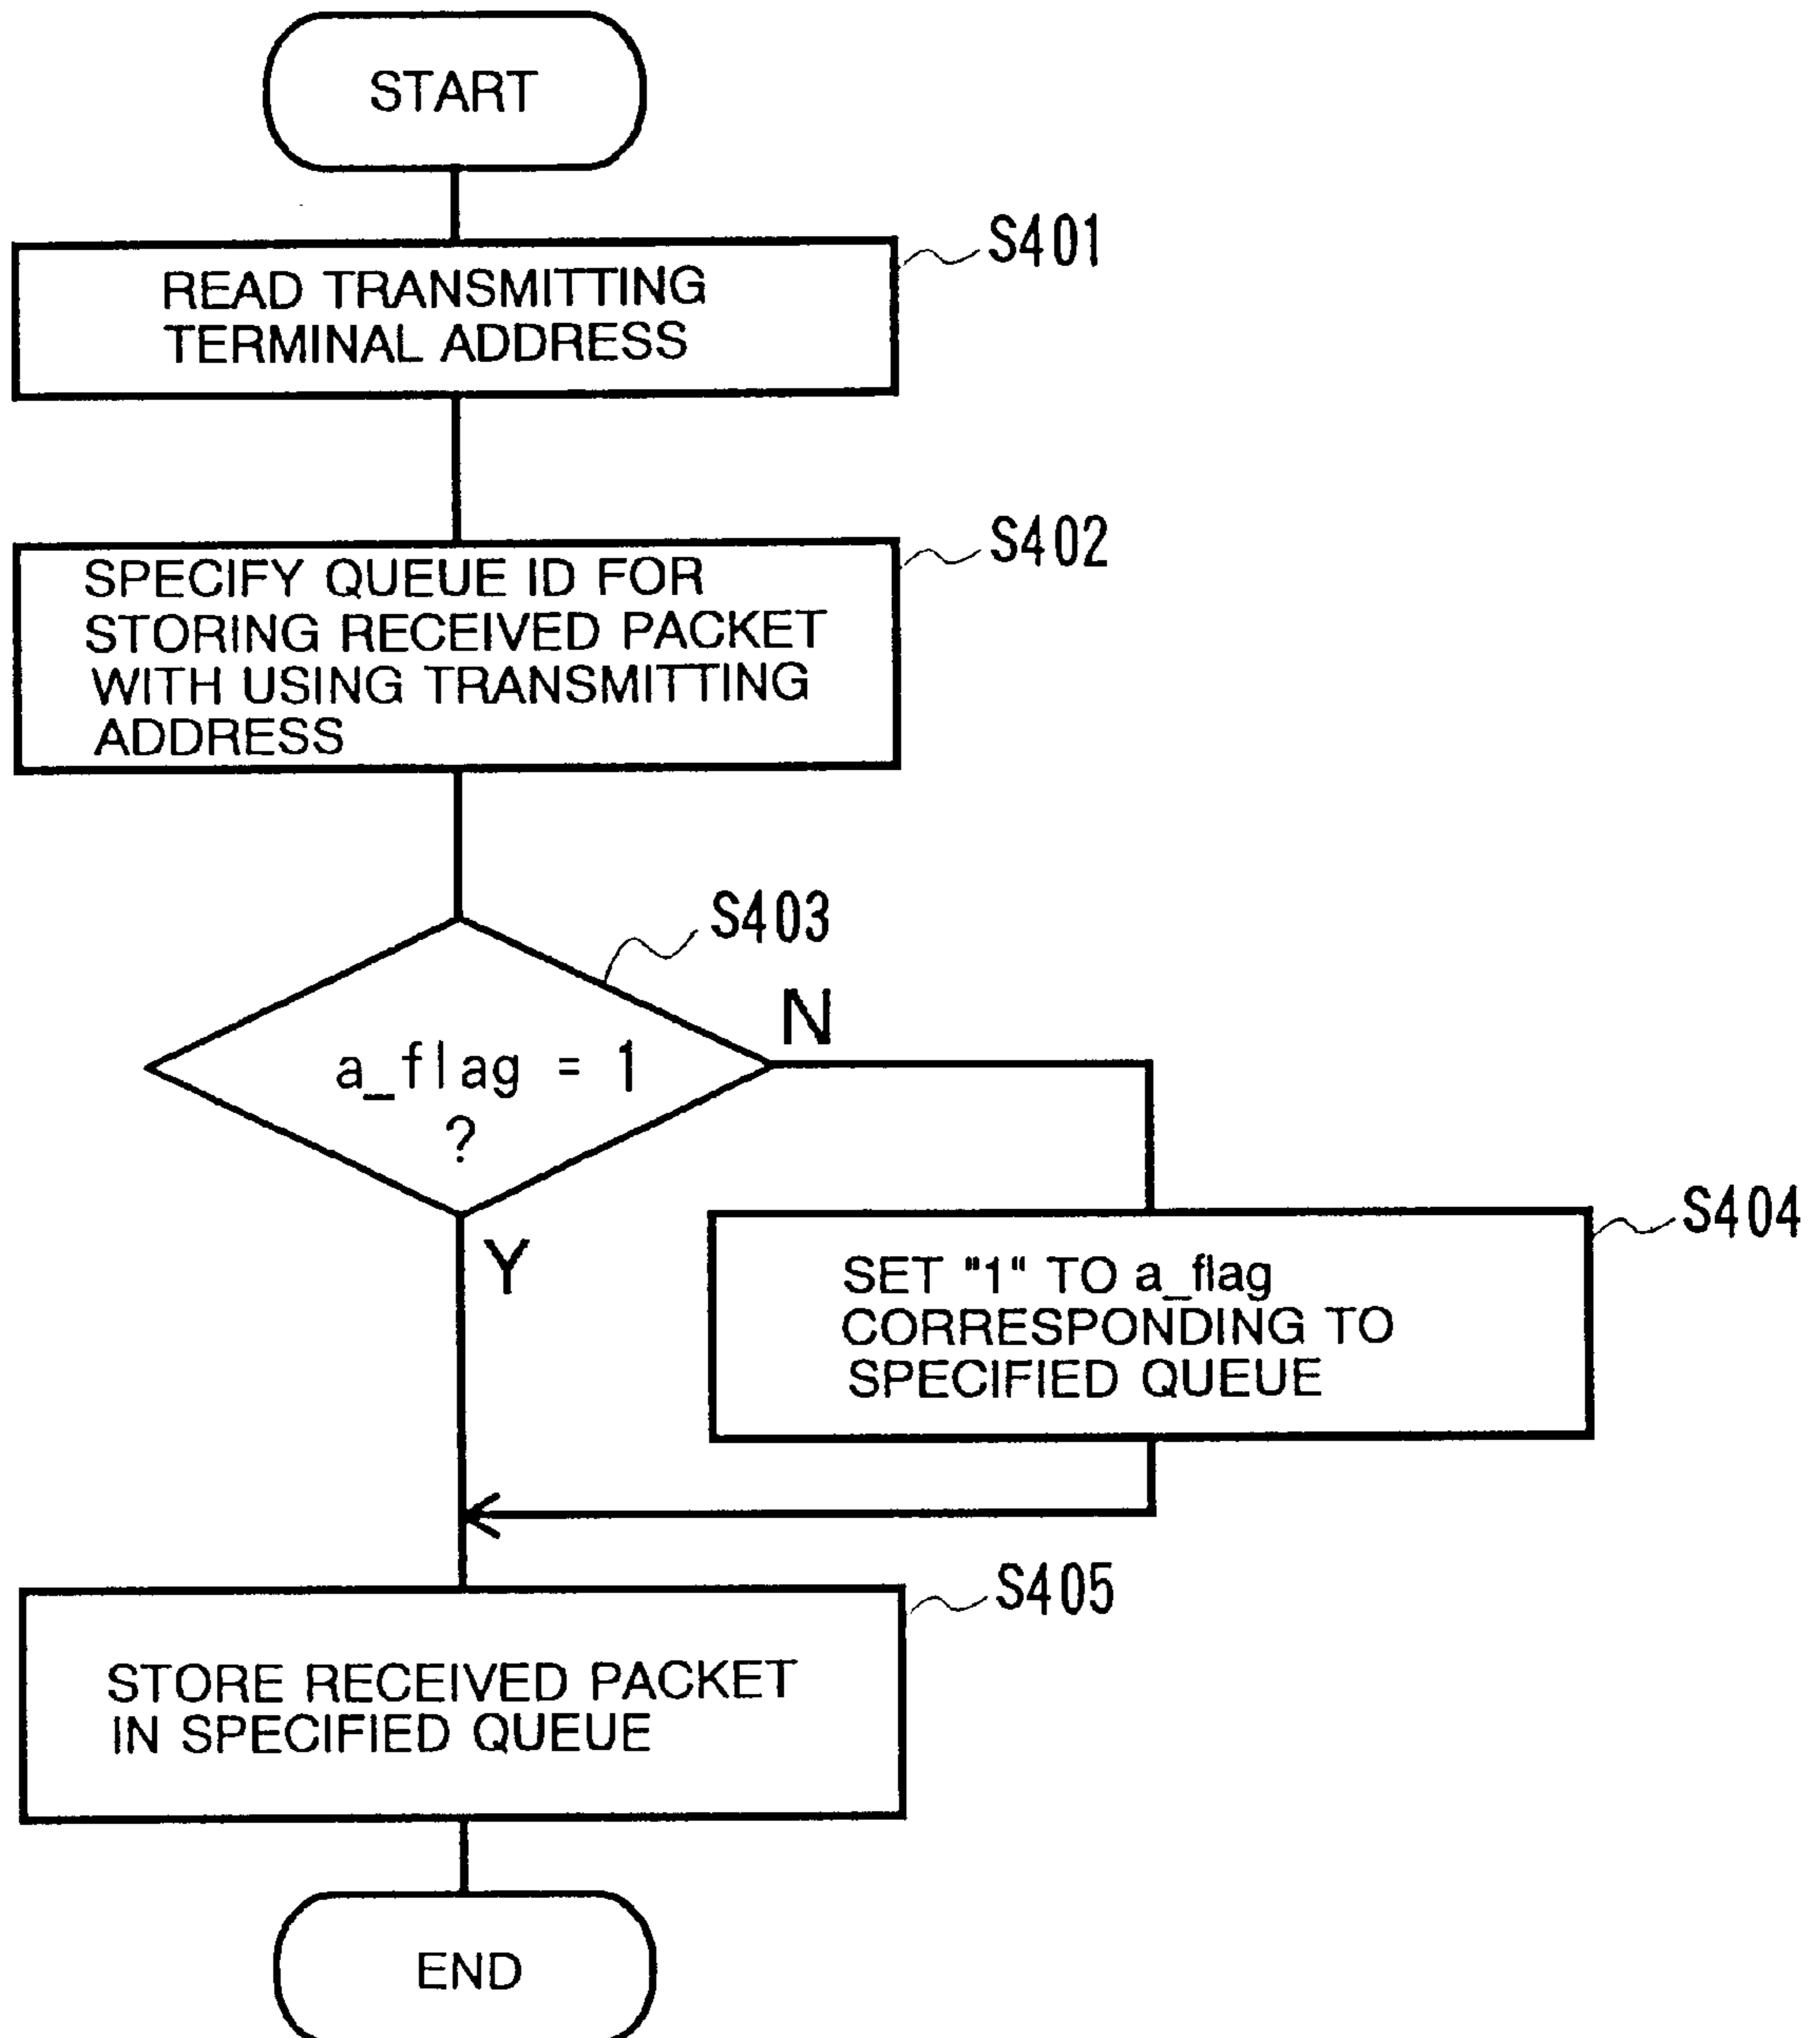 START
S401
READ TRANSMITTING
TERMINAL ADDRESS
S402
SPECIFY QUEUE ID FOR
STORING RECEIVED PACKET
WITH USING TRANSMITTING
ADDRESS
S403
N
a_flag = 1
?
Y
S404
SET "1" TO a_flag
CORRESPONDING TO
SPECIFIED QUEUE
S405
STORE RECEIVED PACKET
IN SPECIFIED QUEUE
END